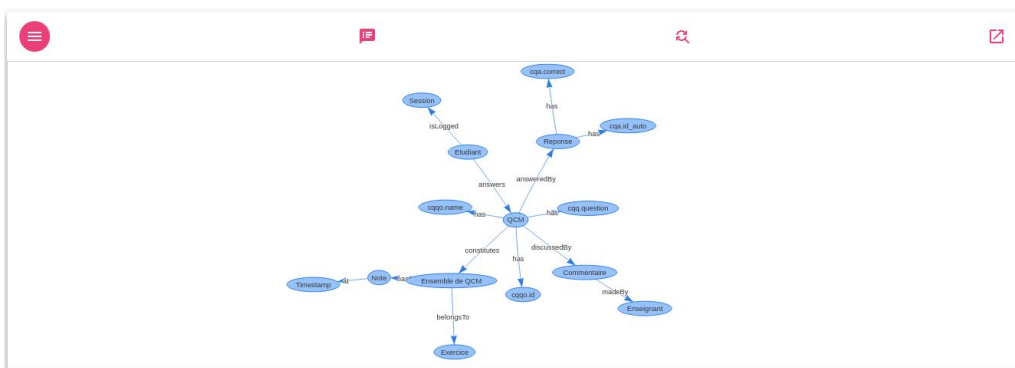 cqa.correct
Session
has
isLogged
cqa.id_auto
has
Reponse
Etudiant
answeredBy
answers
cqqo.name
has
has
cqq.question
QCM
constitutes
discussedBy
has
Commentaire
Note
Ensemble de QCM
Timestamp
madeBy
cqqo.id
Enseignant
belongsTo
Exercice